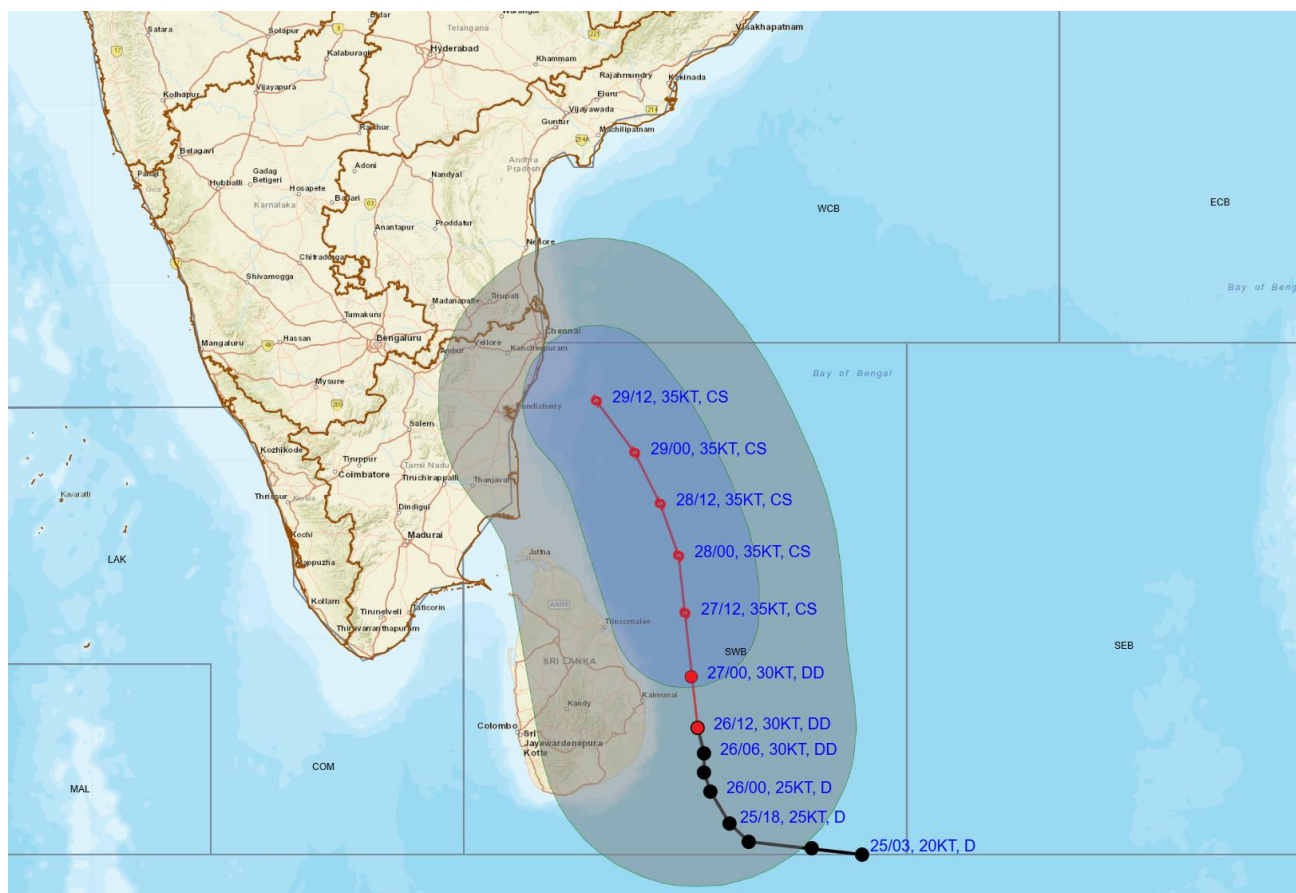 Satara
Solapur
Bidar
Telangana
Warangal
Visakhapatnam
Kalaburagi
Hyderabad
Khammam
Rajahmundry
Kakinada
Kolhapur
Vijayapura
Eluru
Vijayawada
Guntur
Machilipatnam
Raichur
Belagavi
Andhra
Pradesh
Adoni
Panaji
Goa
Hubballi
Gadag
Betigeri
Hosapete
Ballari
Nandyal
Karnataka
WCB
ECB
Anantapur
Proddatur
Nellore
Chitradurga
Shivamogga
Bay of Beng
Madanapalle
Tirupati
Tumakuru
Mangaluru
Hassan
Bengaluru
Chennai
Vellore
Ambur
Kancheepuram
Bay of Bengal
Mysure
29/12, 35KT, CS
Pondicherry
Salem
Kozhikode
29/00, 35KT, CS
Tiruppur
Coimbatore
Tamil Nadu
Tiruchirappalli
Thanjavur
Kavaratti
Thrissur
Kerala
28/12, 35KT, CS
Dindigul
Kochi
Madurai
28/00, 35KT, CS
LAK
Jaffna
Alappuzha
AA009
Kollam
Tirunelveli
Tuticorin
27/12, 35KT, CS
Thiruvananthapuram
Trincomalee
SEB
SWB
SRI LANKA
27/00, 30KT, DD
Kandy
Kalmunai
Colombo
Sri
Jayewardenepura
Kotte
26/12, 30KT, DD
26/06, 30KT, DD
COM
MAL
26/00, 25KT, D
25/18, 25KT, D
25/03, 20KT, D